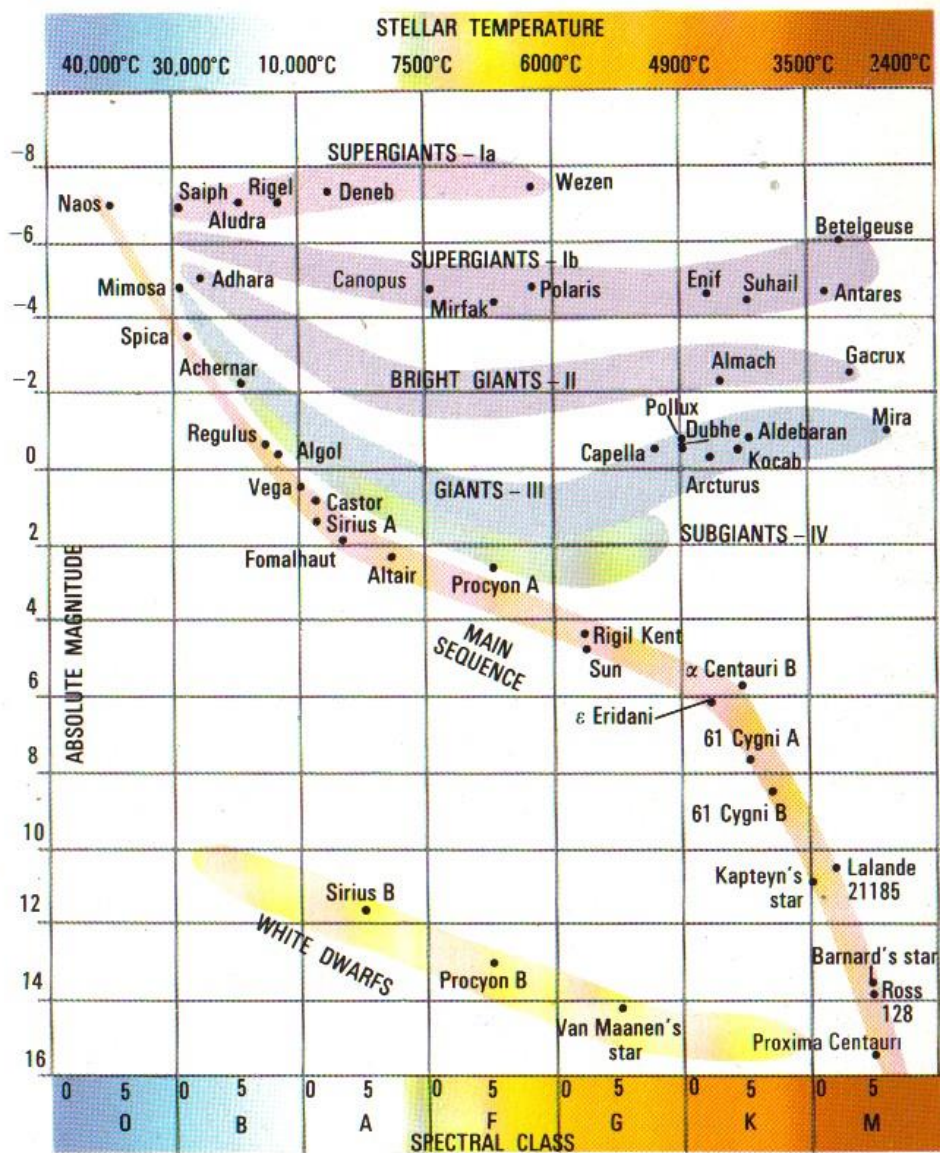 STELLAR TEMPERATURE
40,000°C 30,000°C 10,000°C 7500°C 6000°C 4900°C 3500°C 2400°C
-8
SUPERGIANTS – Ia
Naos
Saiph
Rigel
Aludra
Deneb
Wezen
-6
Betelgeuse
SUPERGIANTS – Ib
Mimosa
Adhara
Canopus
Mirfak
Polaris
Enif
Suhail
Antares
-4
Spica
Achernar
Almach
Gacrux
-2
BRIGHT GIANTS – II
Pollux
Dubhe
Mira
Regulus
Algol
Capella
Aldebaran
Kocab
Arcturus
0
Vega
GIANTS – III
Castor
Sirius A
2
SUBGIANTS – IV
Fomalhaut
Altair
Procyon A
4
MAIN
SEQUENCE
Rigil Kent
Sun
α Centauri B
6
ε Eridani
61 Cygni A
8
61 Cygni B
10
Kapteyn's
star
Lalande
21185
Sirius B
12
WHITE DWARFS
Procyon B
Barnard's star
14
Ross
128
Van Maanen's
star
Proxima Centauri
16
ABSOLUTE MAGNITUDE
0 5 0 5 0 5 0 5 0 5 0 5 0 5
O B A F G K M
SPECTRAL CLASS